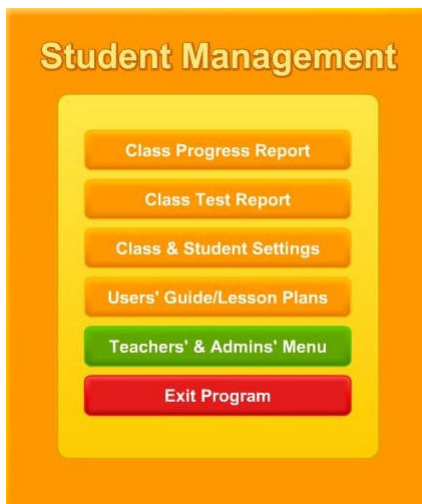 Student Management
Class Progress Report
Class Test Report
Class & Student Settings
Users' Guide/Lesson Plans
Teachers' & Admins' Menu
Exit Program